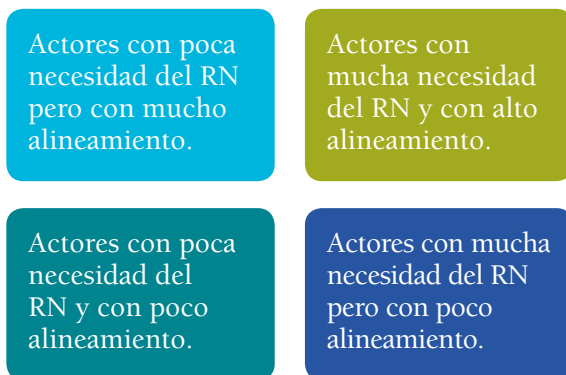 Actores con poca
necesidad del RN
pero con mucho
alineamiento.
Actores con
mucha necesidad
del RN y con alto
alineamiento.
Actores con poca
necesidad del
RN y con poco
alineamiento.
Actores con mucha
necesidad del RN
pero con poco
alineamiento.